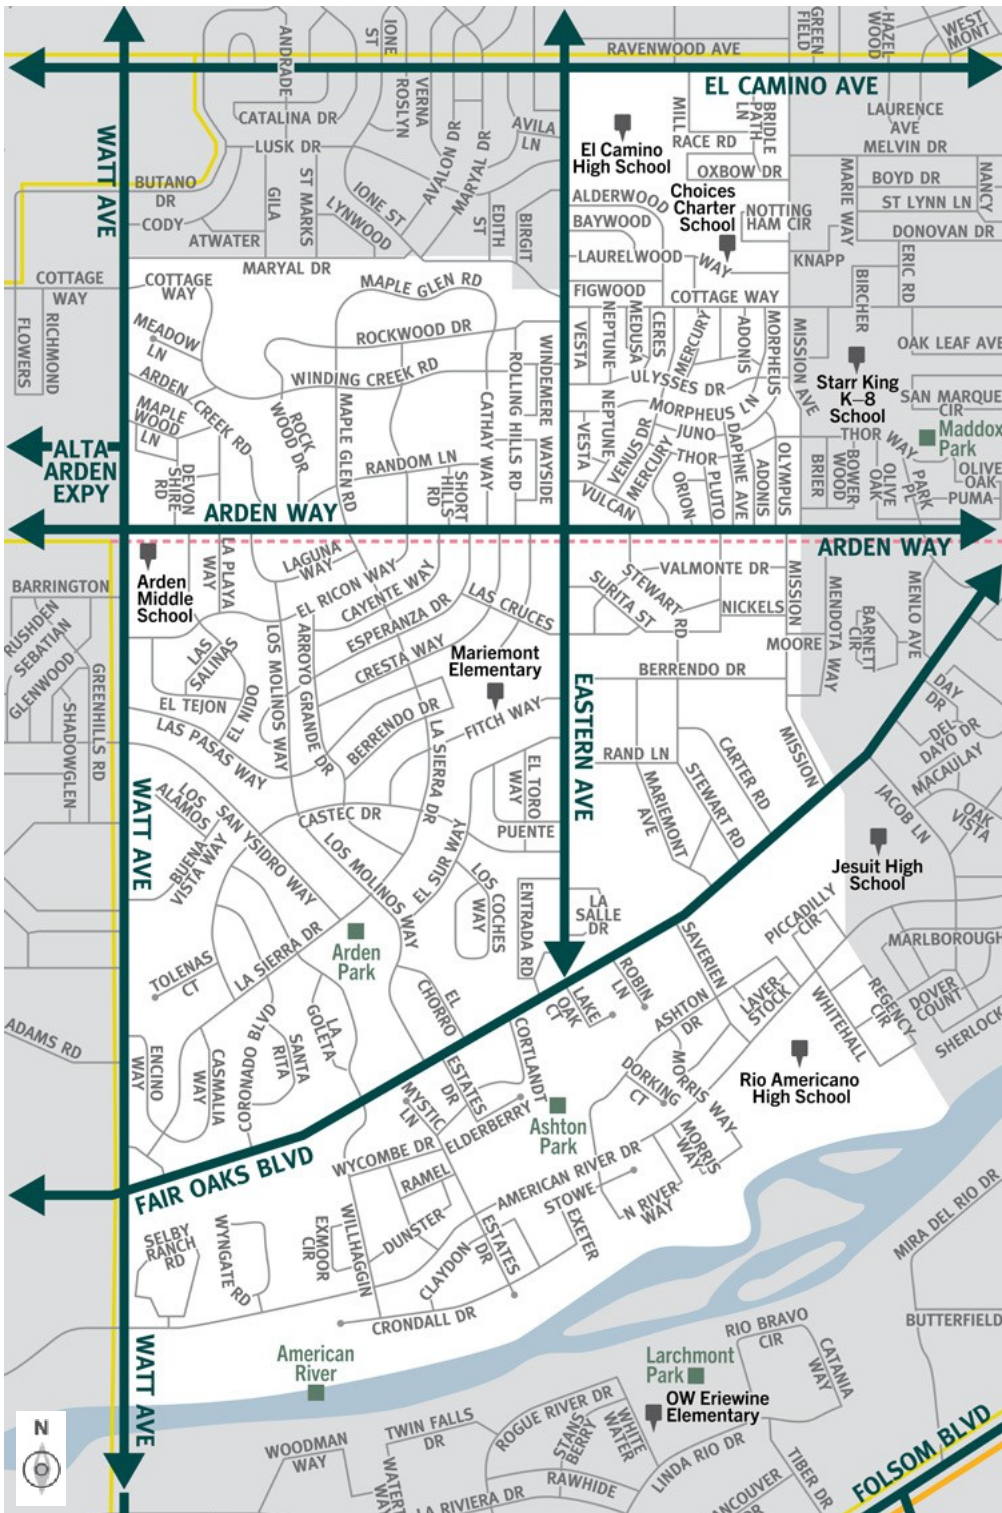 RAVENWOOD AVE
GREEN
FIELD
HAZEL
WOOD
WEST
MONT
ANDRADE
IONE
ST
EL CAMINO AVE
WATT AVE
CATALINA DR
ROSLYN
VERNA
LUSK DR
AVALON DR
MARYAL DR
AVILA
LN
BUTANO
DR
CODY
ATWATER
GILA
ST MARKS
LYNWOOD
IONE ST
EDITH
ST
BIRGIT
MARYAL DR
El Camino
High School
MILL
RACE RD
BRIDLE
PATH
LN
OXBOW DR
ALDERWOOD
BAYWOOD
Choices
Charter
School
NOTTING
HAM CIR
LAURELWOOD
WAY
FIGWOOD
COTTAGE WAY
KNAPP
LAURENCE
AVE
MELVIN DR
BOYD DR
ST LYNN LN
NANCY
DONOVAN DR
MARIE WAY
ERIC RD
BIRCHER
COTTAGE
WAY
FLOWERS
RICHMOND
COTTAGE
WAY
MEADOW
LN
MAPLE GLEN RD
ROCKWOOD DR
WINDING CREEK RD
ARDEN
CREEK RD
MAPLE
WOOD
LN
ROCK
WOOD DR
MAPLE GLEN RD
CATHAY WAY
ROLLING HILLS RD
WINDEMERE
WAYSIDE
RANDOM LN
SHORT
HILLS
RD
DEVON
SHIRE
RD
ALTA
ARDEN
EXPY
VESTA
NEPTUNE
MEDUSA
CERES
MERCURY
ADONIS
MORPHEUS
MISSION AVE
ULYSSES DR
MORPHEUS LN
JUNO
NEPTUNE
VESTA
VENUS DR
MERCURY
THOR
VULCAN
ORION
PLUTO
DAPHNE AVE
ADONIS
OLYMPUS
OAK LEAF AVE
Starr King
K–8
School
SAN MARQUE
CIR
Maddox
Park
THOR
WAY
BRIER
BOWER
WOOD
OLIVE
OAK
PARK
PL
OLIVE
OAK
PUMA
ARDEN WAY
ARDEN WAY
Arden
Middle
School
LA PLAYA
WAY
LAGUNA
WAY
EL RICON WAY
CAYENTE WAY
ESPERANZA DR
CRESTA WAY
LAS CRUCES
LAS
SALINAS
LOS MOLINOS WAY
ARROYO GRANDE
DR
Mariemont
Elementary
EL TEJON
EL NIDO
LAS PASAS WAY
BERRENDO DR
LA SIERRA DR
FITCH WAY
BARRINGTON
RUSHDEN
SEBATIAN
GLENWOOD
SHADOWGLEN
GREENHILLS RD
VALMONTE DR
STEWART
RD
SURITA ST
NICKELS
MISSION
MOORE
BERRENDO DR
EASTERN AVE
MENDOTA WAY
BARNETT
CIR
MENLO AVE
DAY
DR
DEL
DAYO DR
MACAULAY
RAND LN
MARIEMONT
AVE
STEWART RD
CARTER RD
MISSION
JACOB LN
OAK
VISTA
Jesuit High
School
WATT AVE
LOS
ALAMOS
SAN YSIDRO WAY
BUENA
VISTA WAY
CASTEC DR
LOS MOLINOS WAY
EL TORO
WAY
PUENTE
EL SUR WAY
LOS
COCHES
WAY
ENTRADA RD
LA
SALLE
DR
TOLENAS
CT
LA SIERRA DR
Arden
Park
SAVERIEN
PICCADILLY
CIR
MARLBOROUGH
REGENCY
CIR
DOVER
COUNT
SHERLOCK
WHITEHALL
LAVER
STOCK
ASHTON
DR
ROBIN
LN
LAKE
OAK
CT
ADAMS RD
ENCINO
WAY
CASMALIA
WAY
CORONADO BLVD
SANTA
RITA
LA
GOLETA
EL
CHORRO
CORTLANDT
ESTATES
DR
MYSTIC
LN
ELDERBERRY
Ashton
Park
DORKING
CT
MORRIS WAY
MORRIS
WAY
Rio Americano
High School
FAIR OAKS BLVD
WYCOMBE DR
RAMEL
AMERICAN RIVER DR
STOWE
N RIVER
WAY
SELBY
RANCH
RD
WYNGATE RD
EXMOOR
CIR
WILLHAGGIN
DUNSTER
CLAYDON
ESTATES
DR
EXETER
CRONDALL DR
MIRA DEL RIO DR
BUTTERFIELD
WATT AVE
American
River
Larchmont
Park
RIO BRAVO
CIR
CATANIA
WAY
OW Eriewine
Elementary
N
WOODMAN
WAY
TWIN FALLS
DR
WATER
WAY
ROGUE RIVER DR
STANS
BERRY
WHITE
WATER
RAWHIDE
LA RIVIERA DR
LINDA RIO DR
TIBER DR
FOLSOM BLVD